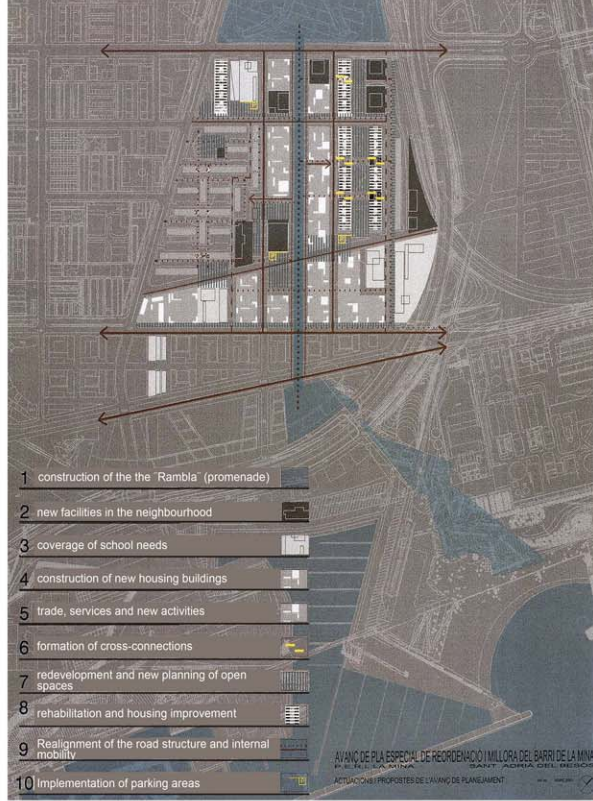 1 construction of the the ¨Rambla¨ (promenade)
2 new facilities in the neighbourhood
3 coverage of school needs
4 construction of new housing buildings
5 trade, services and new activities
6 formation of cross-connections
7 redevelopment and new planning of open
spaces
8 rehabilitation and housing improvement
9 Realignment of the road structure and internal
mobility
10 Implementation of parking areas
AVANÇ DE PLA ESPECIAL DE REORDENACIÓ I MILLORA DEL BARRI DE LA MINA
P.E.R.I. LA MINA SANT ADRIÀ DEL BESÒS
ACTUACIONS I PROPOSTES DE L'AVANÇ DE PLANEJAMENT